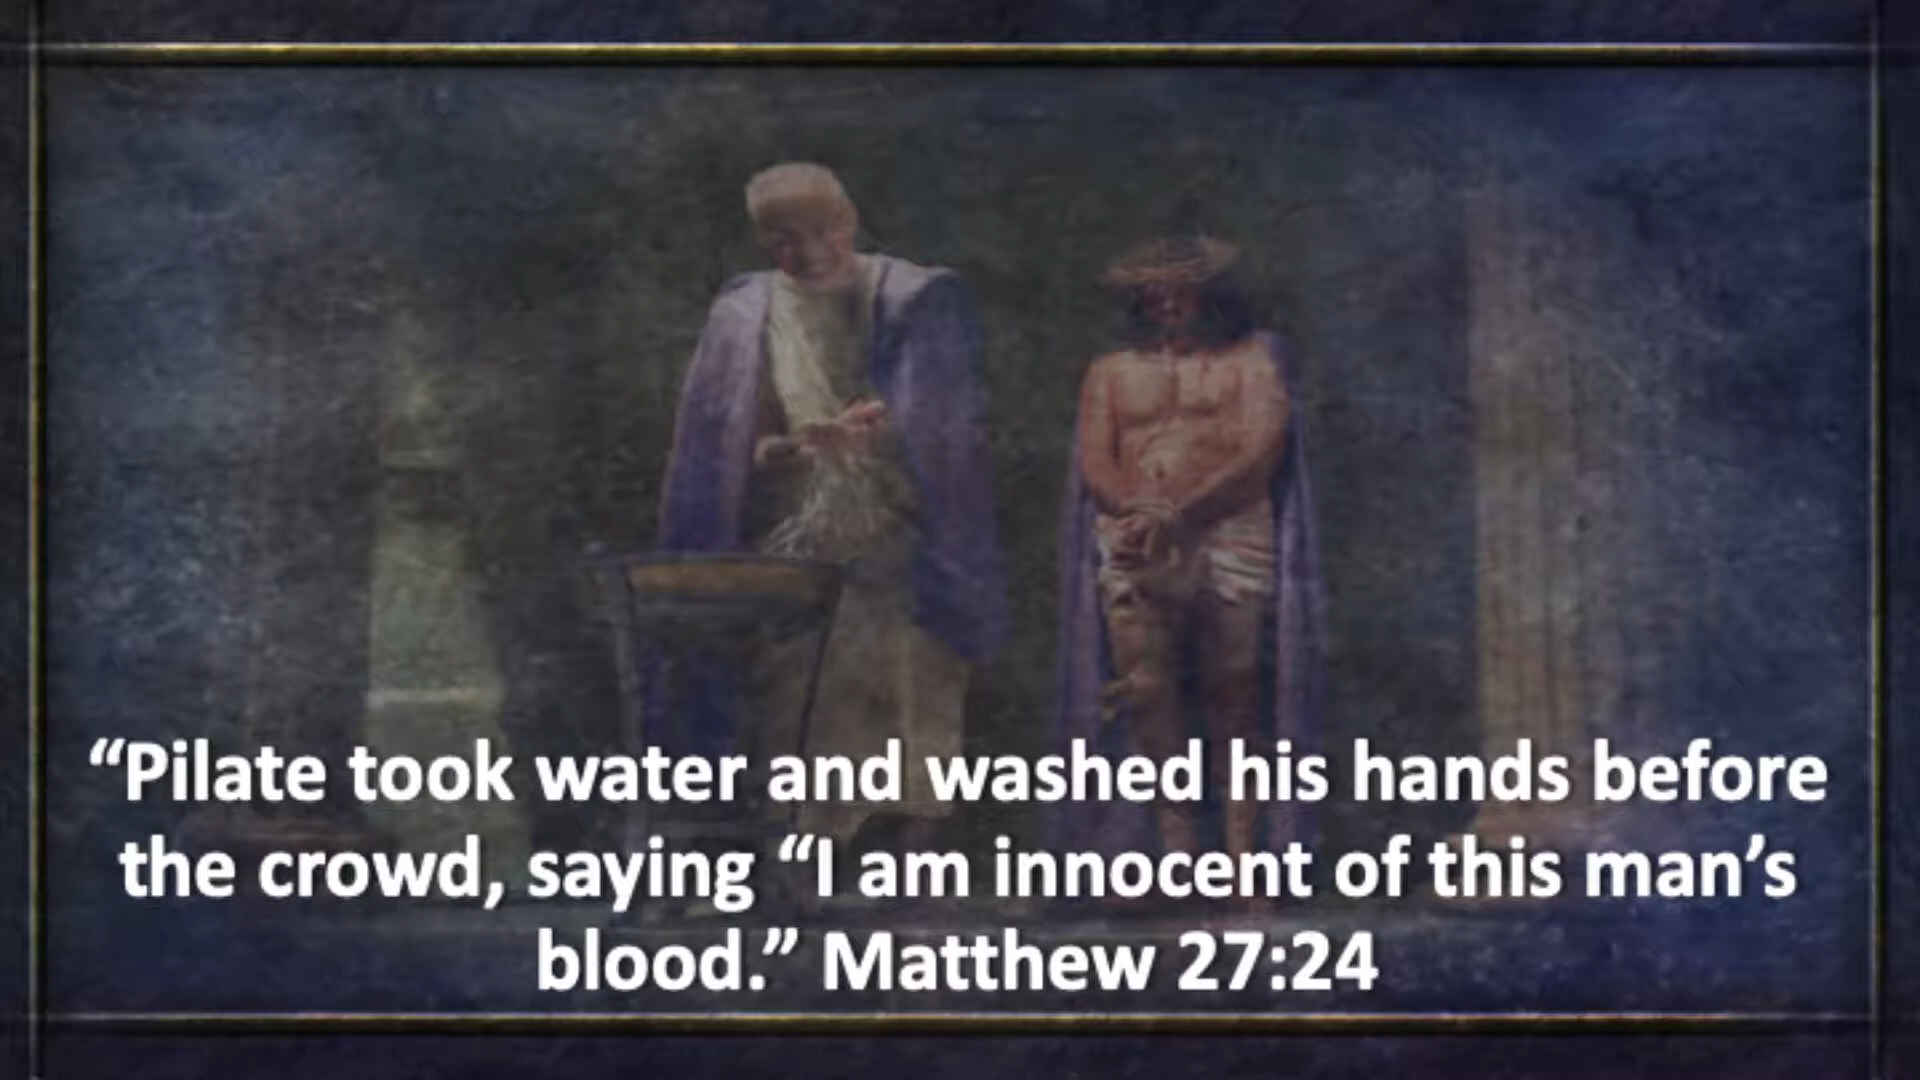 “Pilate took water and washed his hands before
the crowd, saying “I am innocent of this man’s
blood.” Matthew 27:24